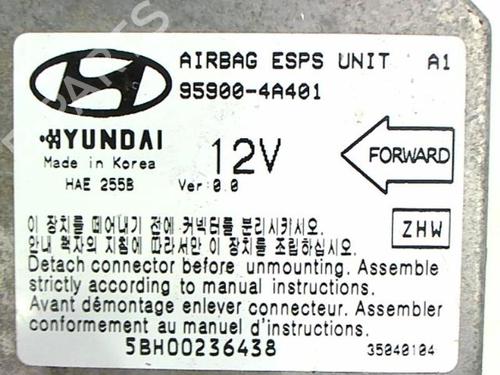 AIRBAG ESPS UNIT A1
95900-4A401
HYUNDAI
Made in Korea
HAE 255B
12V
Ver:0.0
FORWARD
ZHW
이 장치를 떼어내기 전에 커넥터를 분리시키시오.
안내 책자의 지침에 따라서만 이 장치를 조립하십시오.
Detach connector before unmounting. Assemble
strictly according to manual instructions.
Avant démontage enlever connecteur. Assembler
conformement au manuel d'instructions.
5BH00236438
35040104